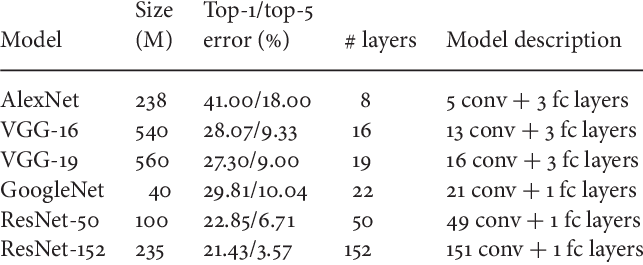 Size Top-1/top-5
Model (M) error (%) # layers Model description
AlexNet 238 41.00/18.00 8 5 conv + 3 fc layers
VGG-16 540 28.07/9.33 16 13 conv + 3 fc layers
VGG-19 560 27.30/9.00 19 16 conv + 3 fc layers
GoogleNet 40 29.81/10.04 22 21 conv + 1 fc layers
ResNet-50 100 22.85/6.71 50 49 conv + 1 fc layers
ResNet-152 235 21.43/3.57 152 151 conv + 1 fc layers